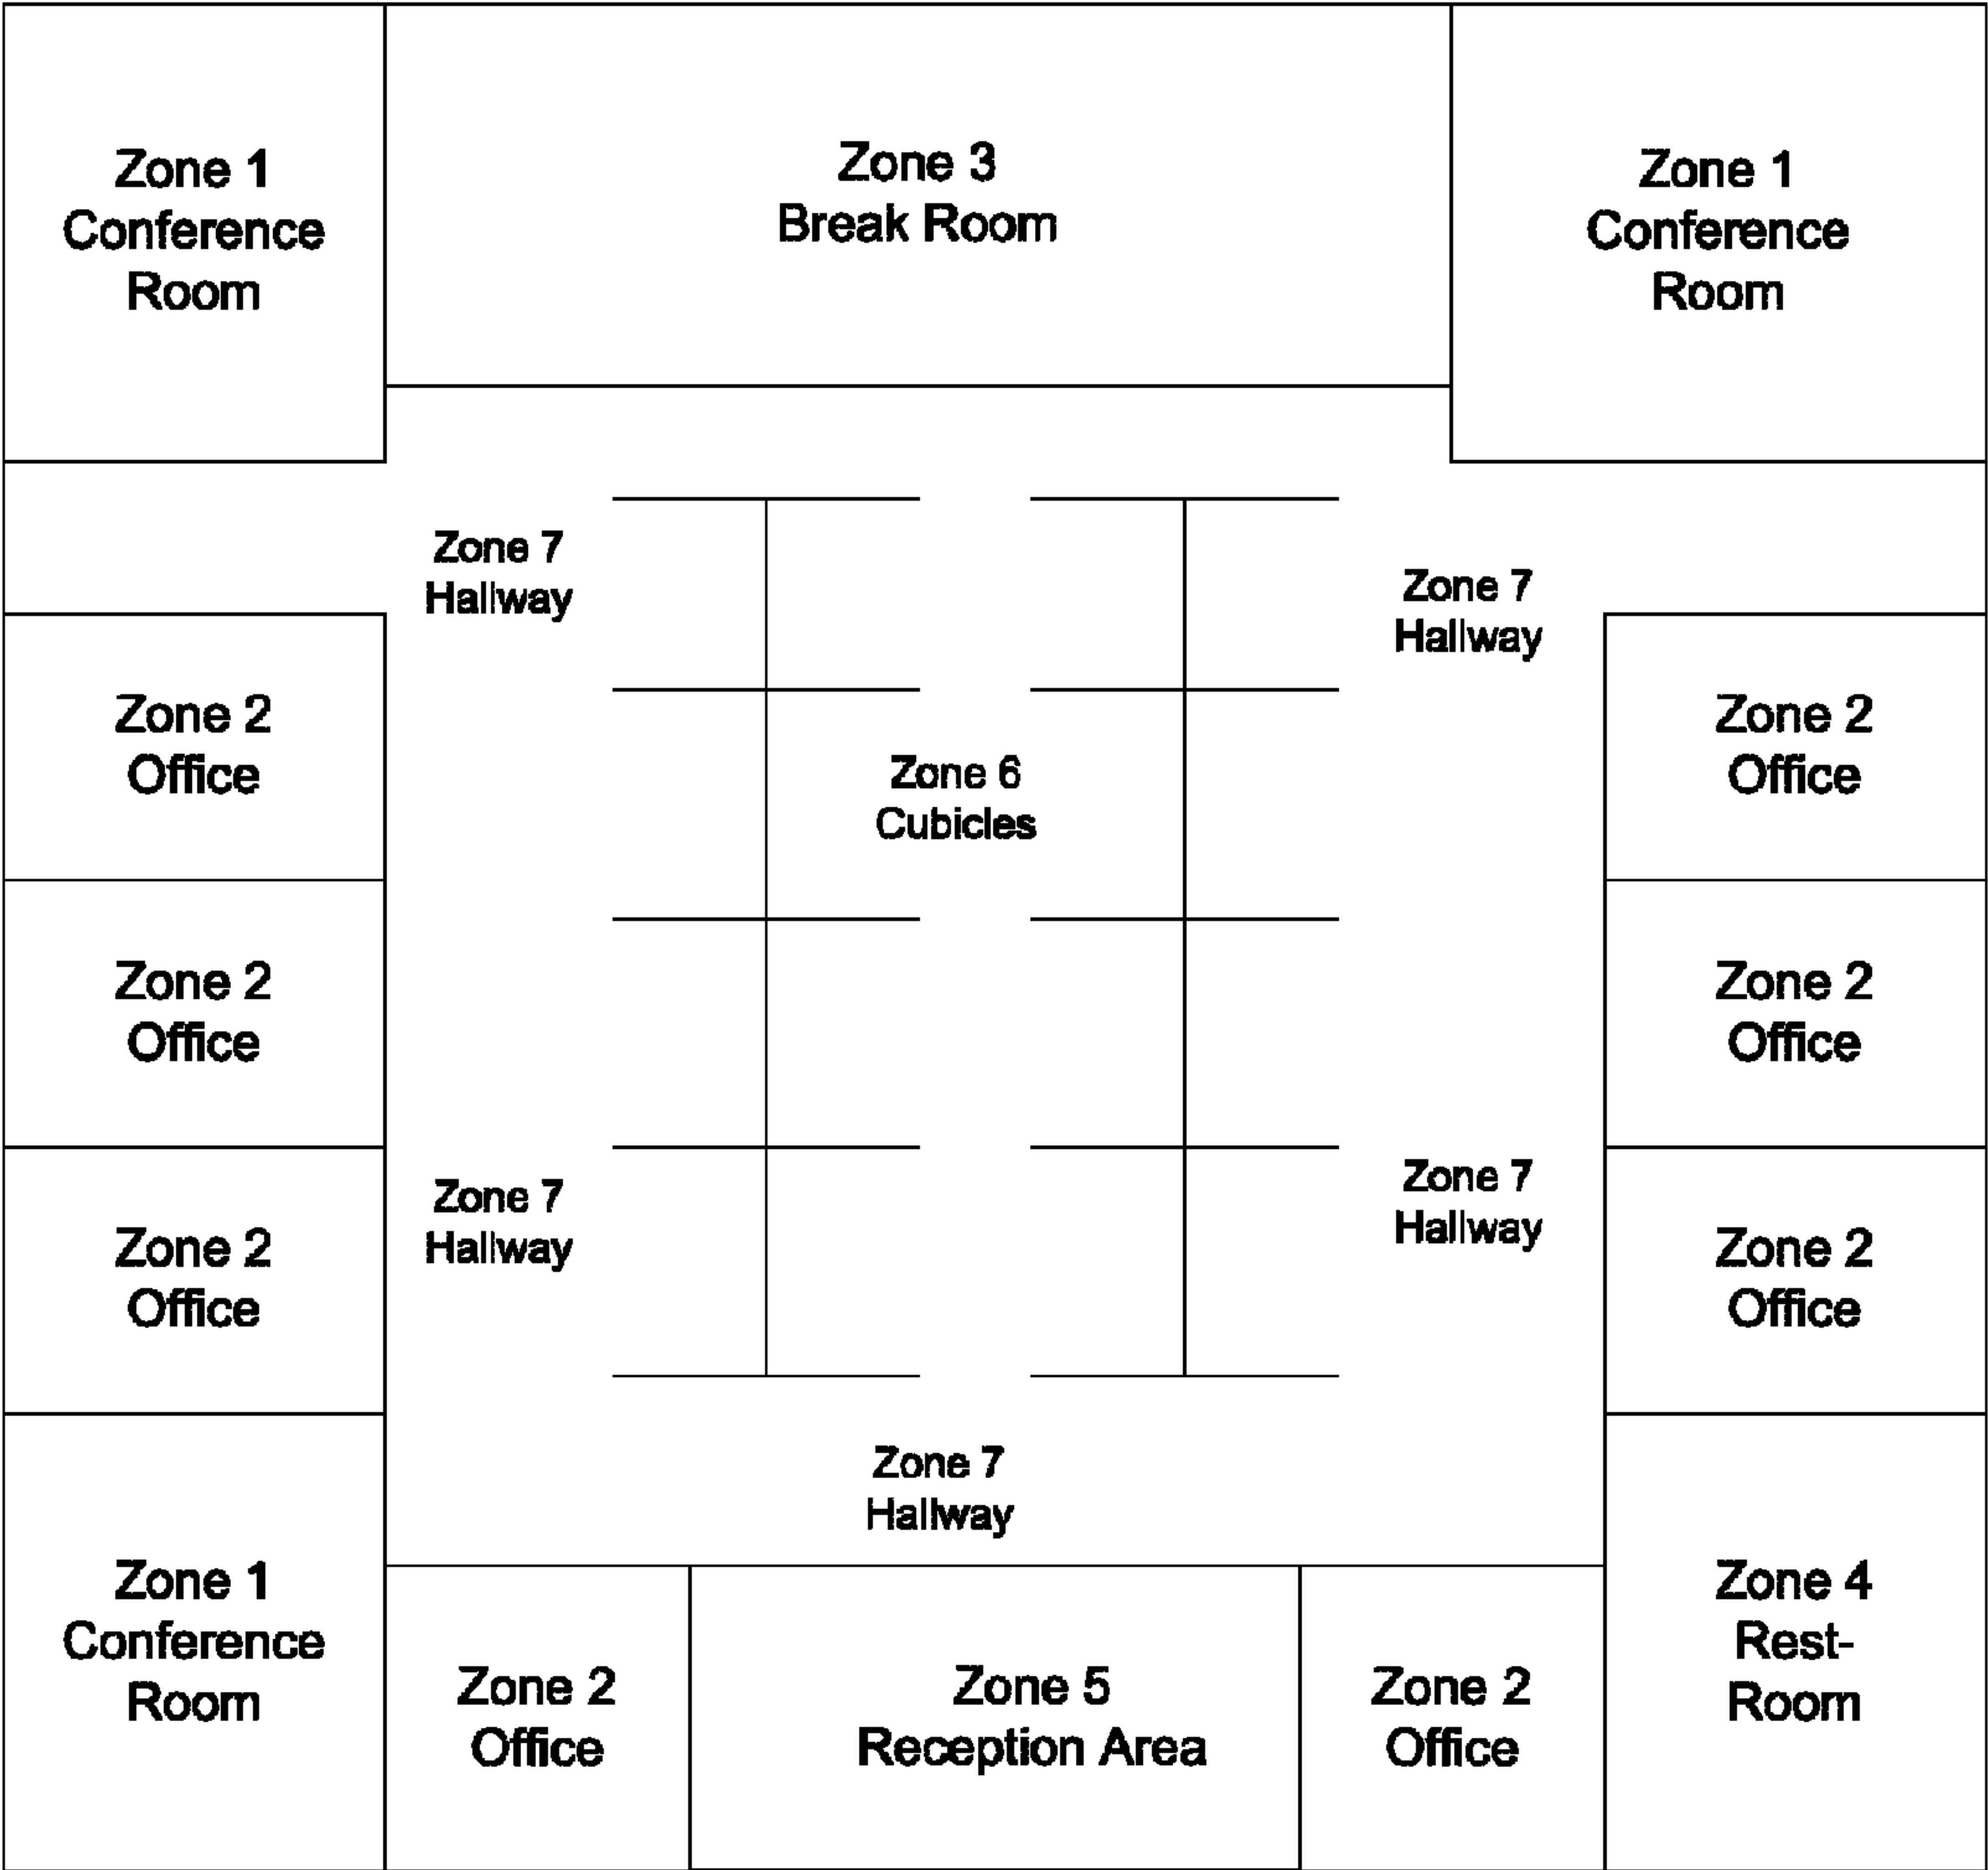 Zone 1
Conference
Room
Zone 3
Break Room
Zone 1
Conference
Room
Zone 7
Hallway
Zone 7
Hallway
Zone 2
Office
Zone 6
Cubicles
Zone 2
Office
Zone 2
Office
Zone 2
Office
Zone 7
Hallway
Zone 7
Hallway
Zone 2
Office
Zone 2
Office
Zone 7
Hallway
Zone 1
Conference
Room
Zone 2
Office
Zone 5
Reception Area
Zone 2
Office
Zone 4
Rest-
Room